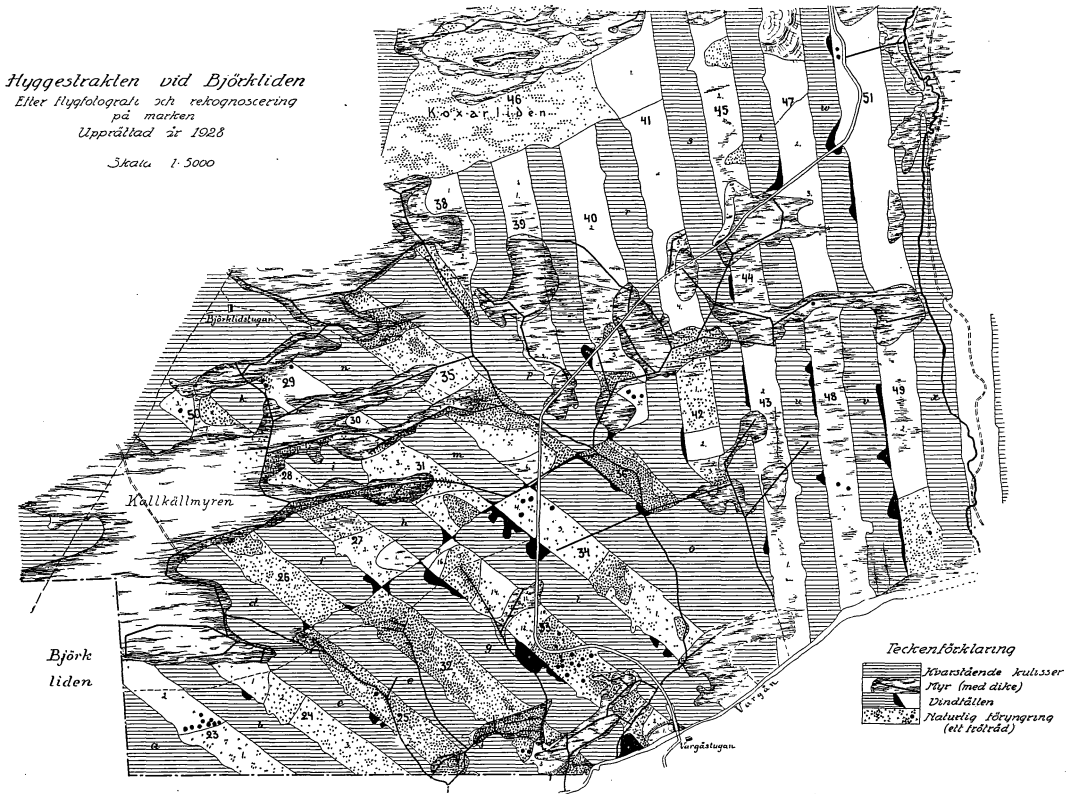 Hyggestrakten vid Björkliden
Efter flygfotografi och rekognoscering
på marken
Upprättad år 1928
Skala 1:5000
46
Koxarliden
41
45
47
51
w
s
t
r
38
39
40
44
Björklidstugan
n
29
k
50
35
p
30
42
43
u
48
v
49
x
28
i
31
m
Kallkällmyren
h
27
34
o
f
26
l
d
33
32
g
Björk
liden
e
25
c
24
b
23
a
Vargån
Vargåstugan
Teckenförklaring
Kvarstående kulisser
Myr (med dike)
Vindfällen
Naturlig föryngring
(ett fröträd)